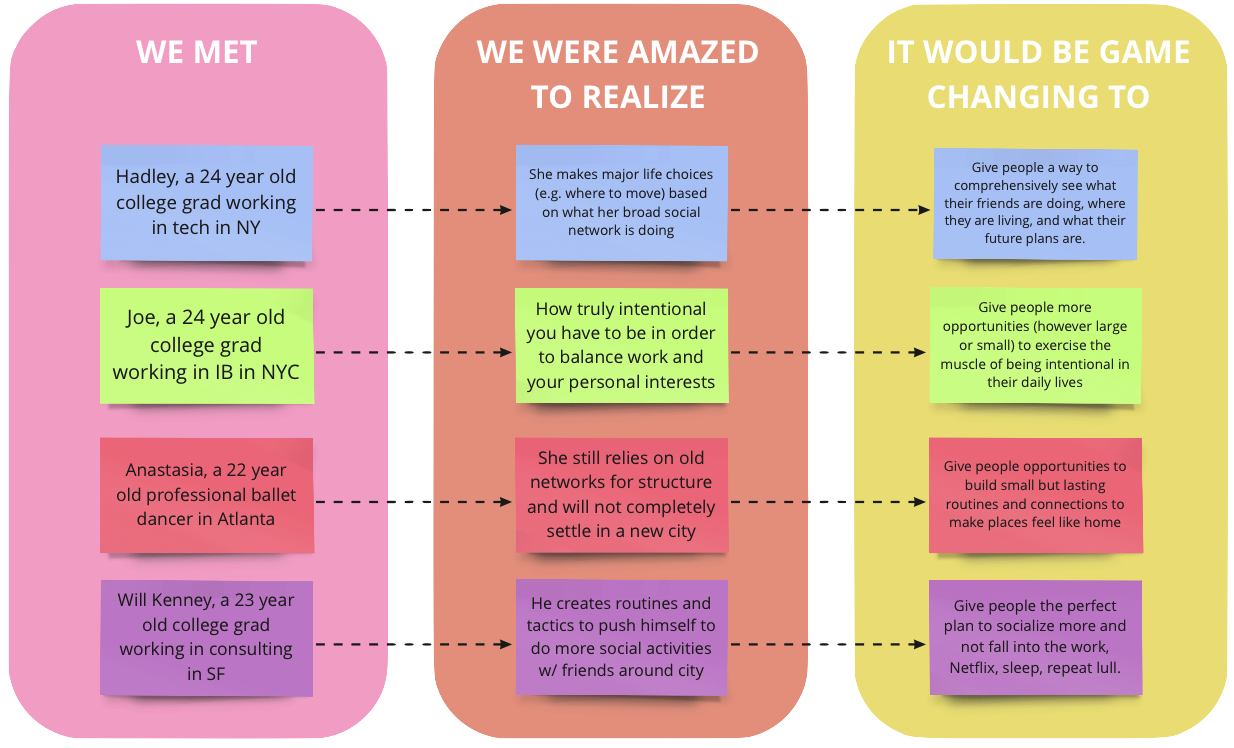 WE MET
WE WERE AMAZED
TO REALIZE
IT WOULD BE GAME
CHANGING TO
Hadley, a 24 year old
college grad working
in tech in NY
She makes major life choices
(e.g. where to move) based
on what her broad social
network is doing
Give people a way to
comprehensively see what
their friends are doing, where
they are living, and what their
future plans are.
Joe, a 24 year old
college grad
working in IB in NYC
How truly intentional
you have to be in order
to balance work and
your personal interests
Give people more
opportunities (however large
or small) to exercise the
muscle of being intentional in
their daily lives
Anastasia, a 22 year
old professional ballet
dancer in Atlanta
She still relies on old
networks for structure
and will not completely
settle in a new city
Give people opportunities to
build small but lasting
routines and connections to
make places feel like home
Will Kenney, a 23 year
old college grad
working in consulting
in SF
He creates routines and
tactics to push himself to
do more social activities
w/ friends around city
Give people the perfect
plan to socialize more and
not fall into the work,
Netflix, sleep, repeat lull.